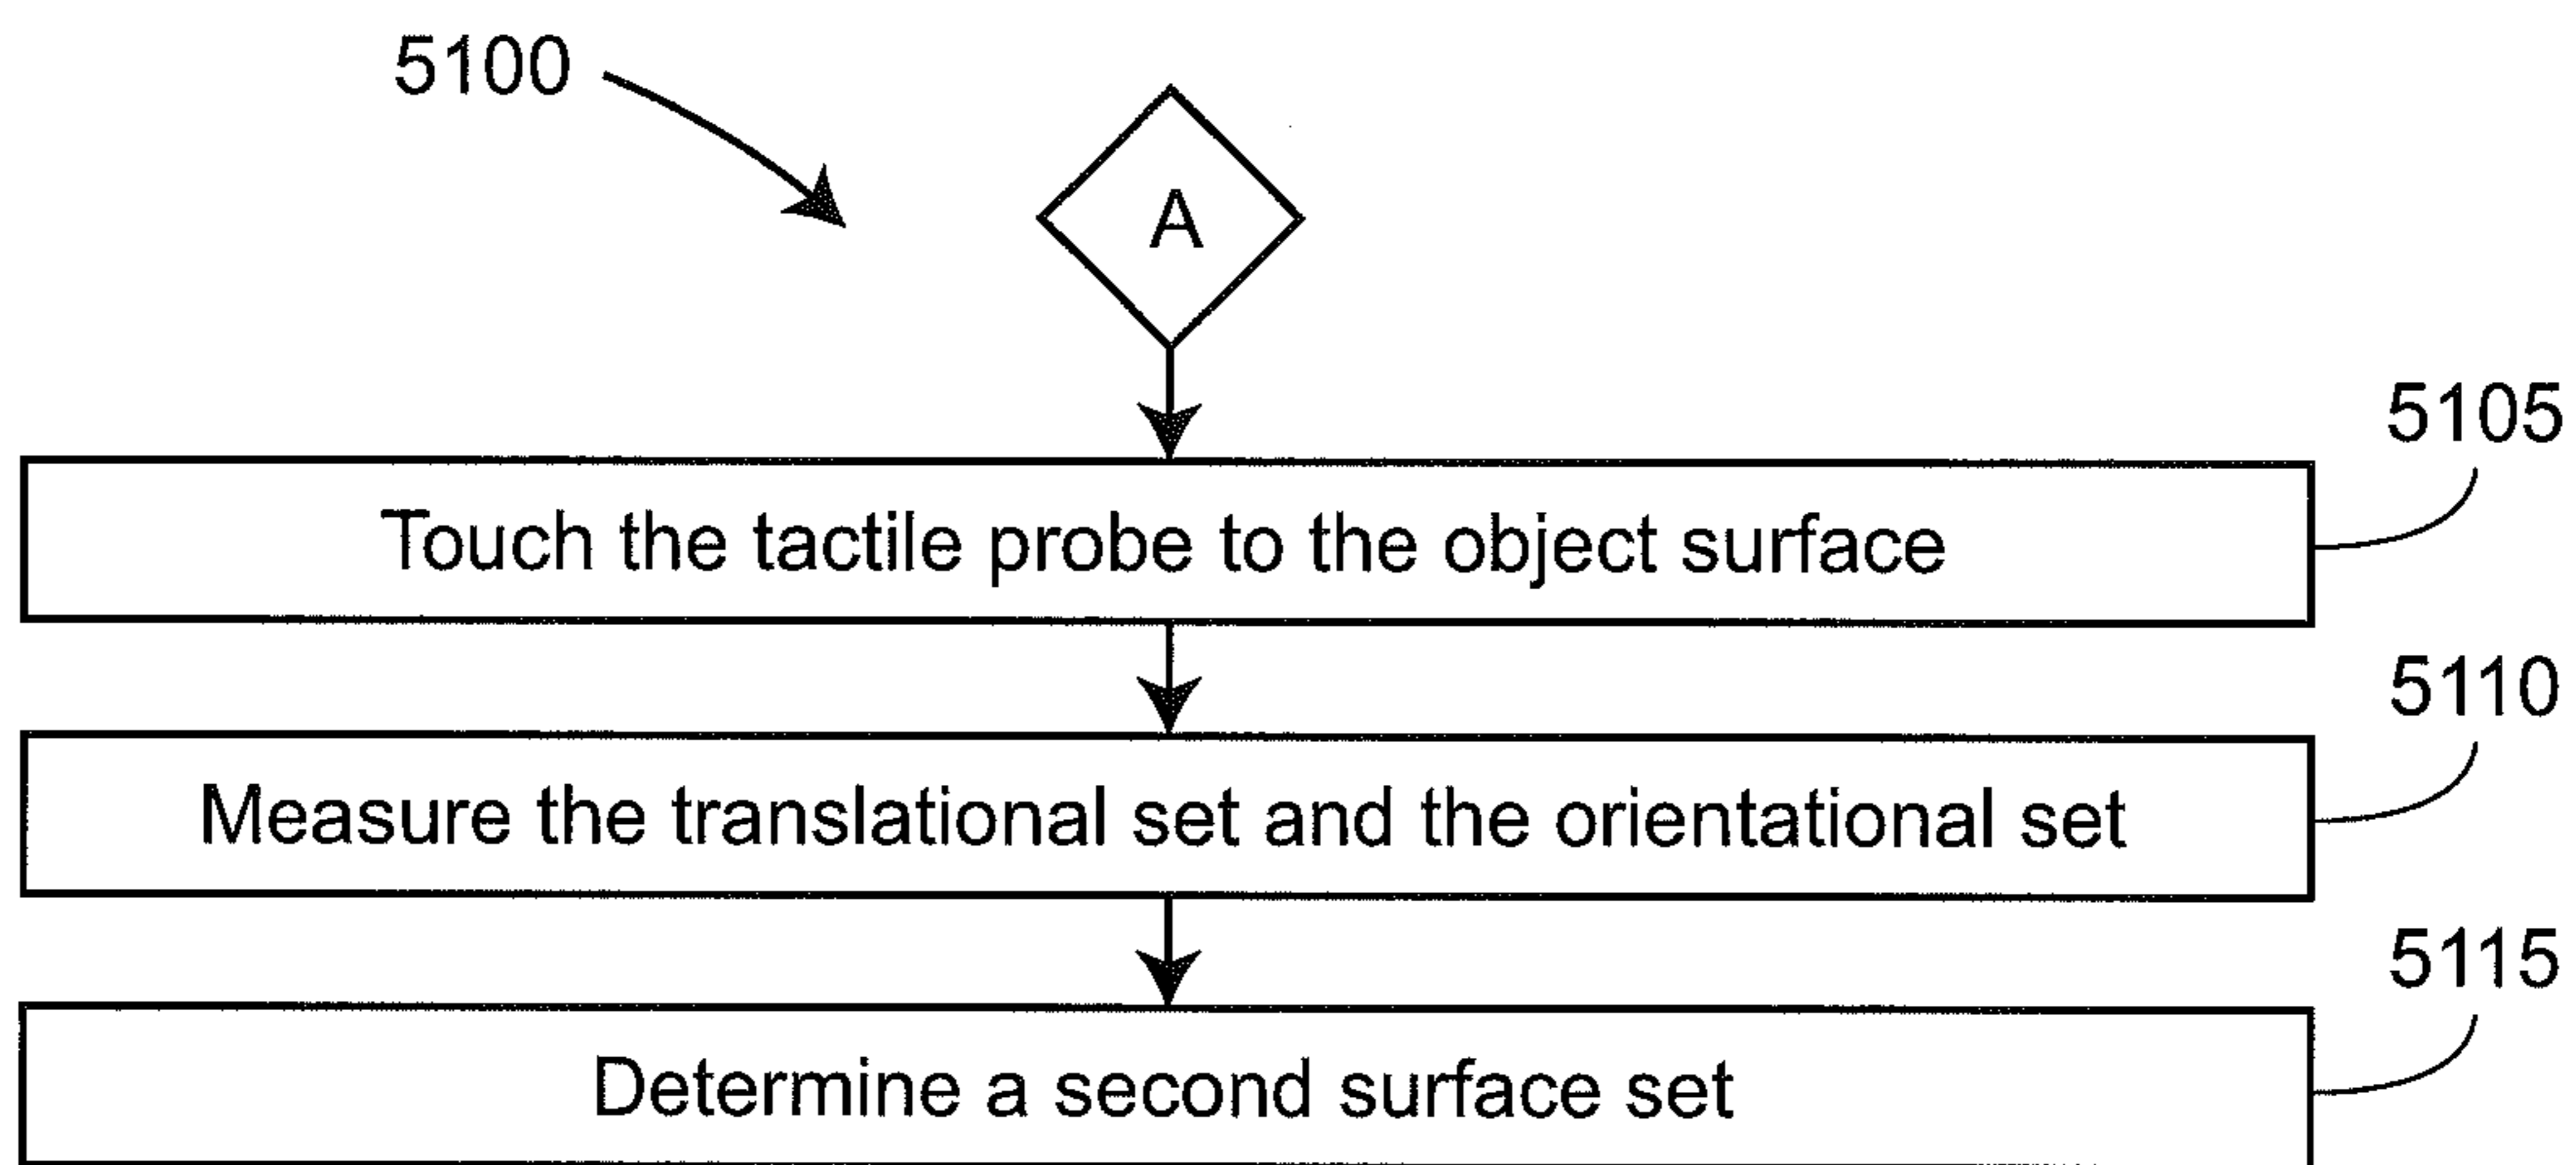 5100
A
5105
Touch the tactile probe to the object surface
5110
Measure the translational set and the orientational set
5115
Determine a second surface set